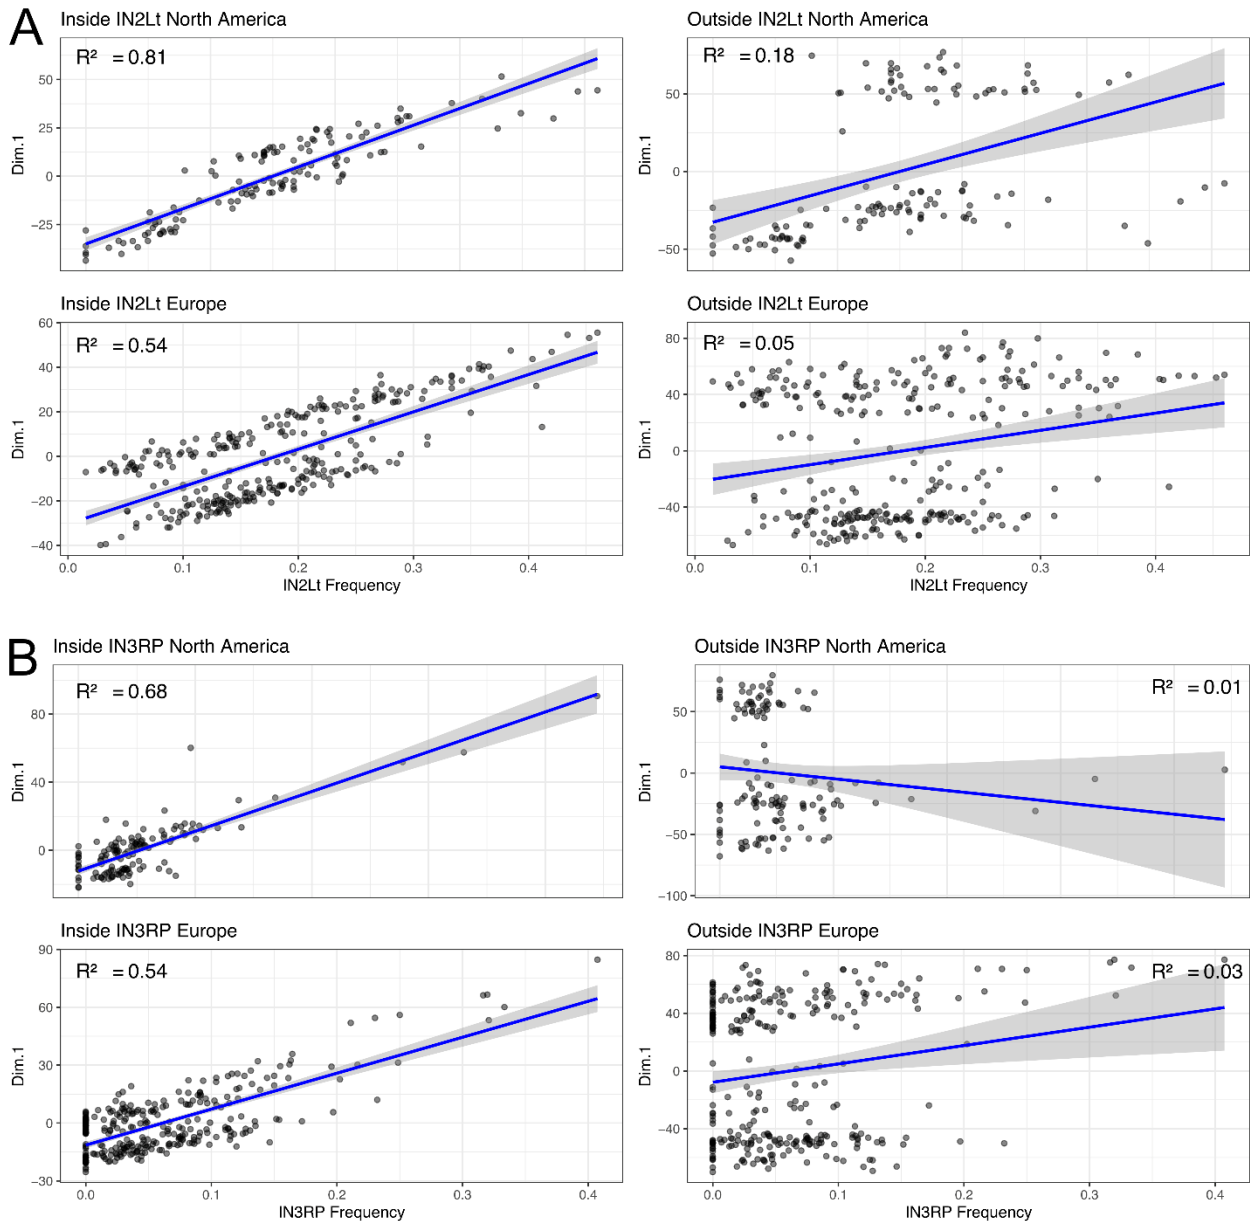 A
Inside IN2Lt North America
R² = 0.81
Dim.1
50
25
0
−25
Outside IN2Lt North America
R² = 0.18
Dim.1
50
0
−50
Inside IN2Lt Europe
R² = 0.54
Dim.1
60
40
20
0
−20
−40
0.0 0.1 0.2 0.3 0.4
IN2Lt Frequency
Outside IN2Lt Europe
R² = 0.05
Dim.1
80
40
0
−40
0.0 0.1 0.2 0.3 0.4
IN2Lt Frequency
B
Inside IN3RP North America
R² = 0.68
Dim.1
80
40
0
Outside IN3RP North America
R² = 0.01
Dim.1
50
0
−50
−100
Inside IN3RP Europe
R² = 0.54
Dim.1
90
60
30
0
−30
0.0 0.1 0.2 0.3 0.4
IN3RP Frequency
Outside IN3RP Europe
R² = 0.03
Dim.1
80
40
0
−40
0.0 0.1 0.2 0.3 0.4
IN3RP Frequency